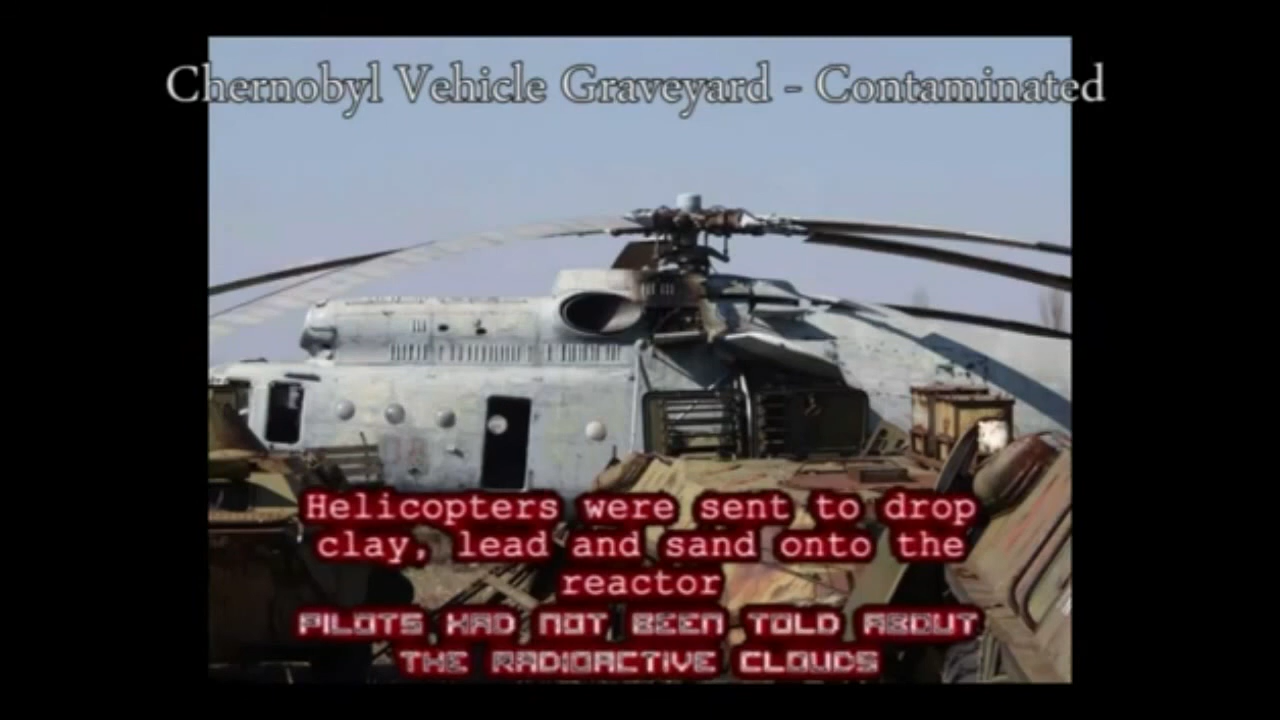 Chernobyl Vehicle Graveyard - Contaminated
Helicopters were sent to drop
clay, lead and sand onto the
reactor
PILOTS HAD NOT BEEN TOLD ABOUT
THE RADIOACTIVE CLOUDS